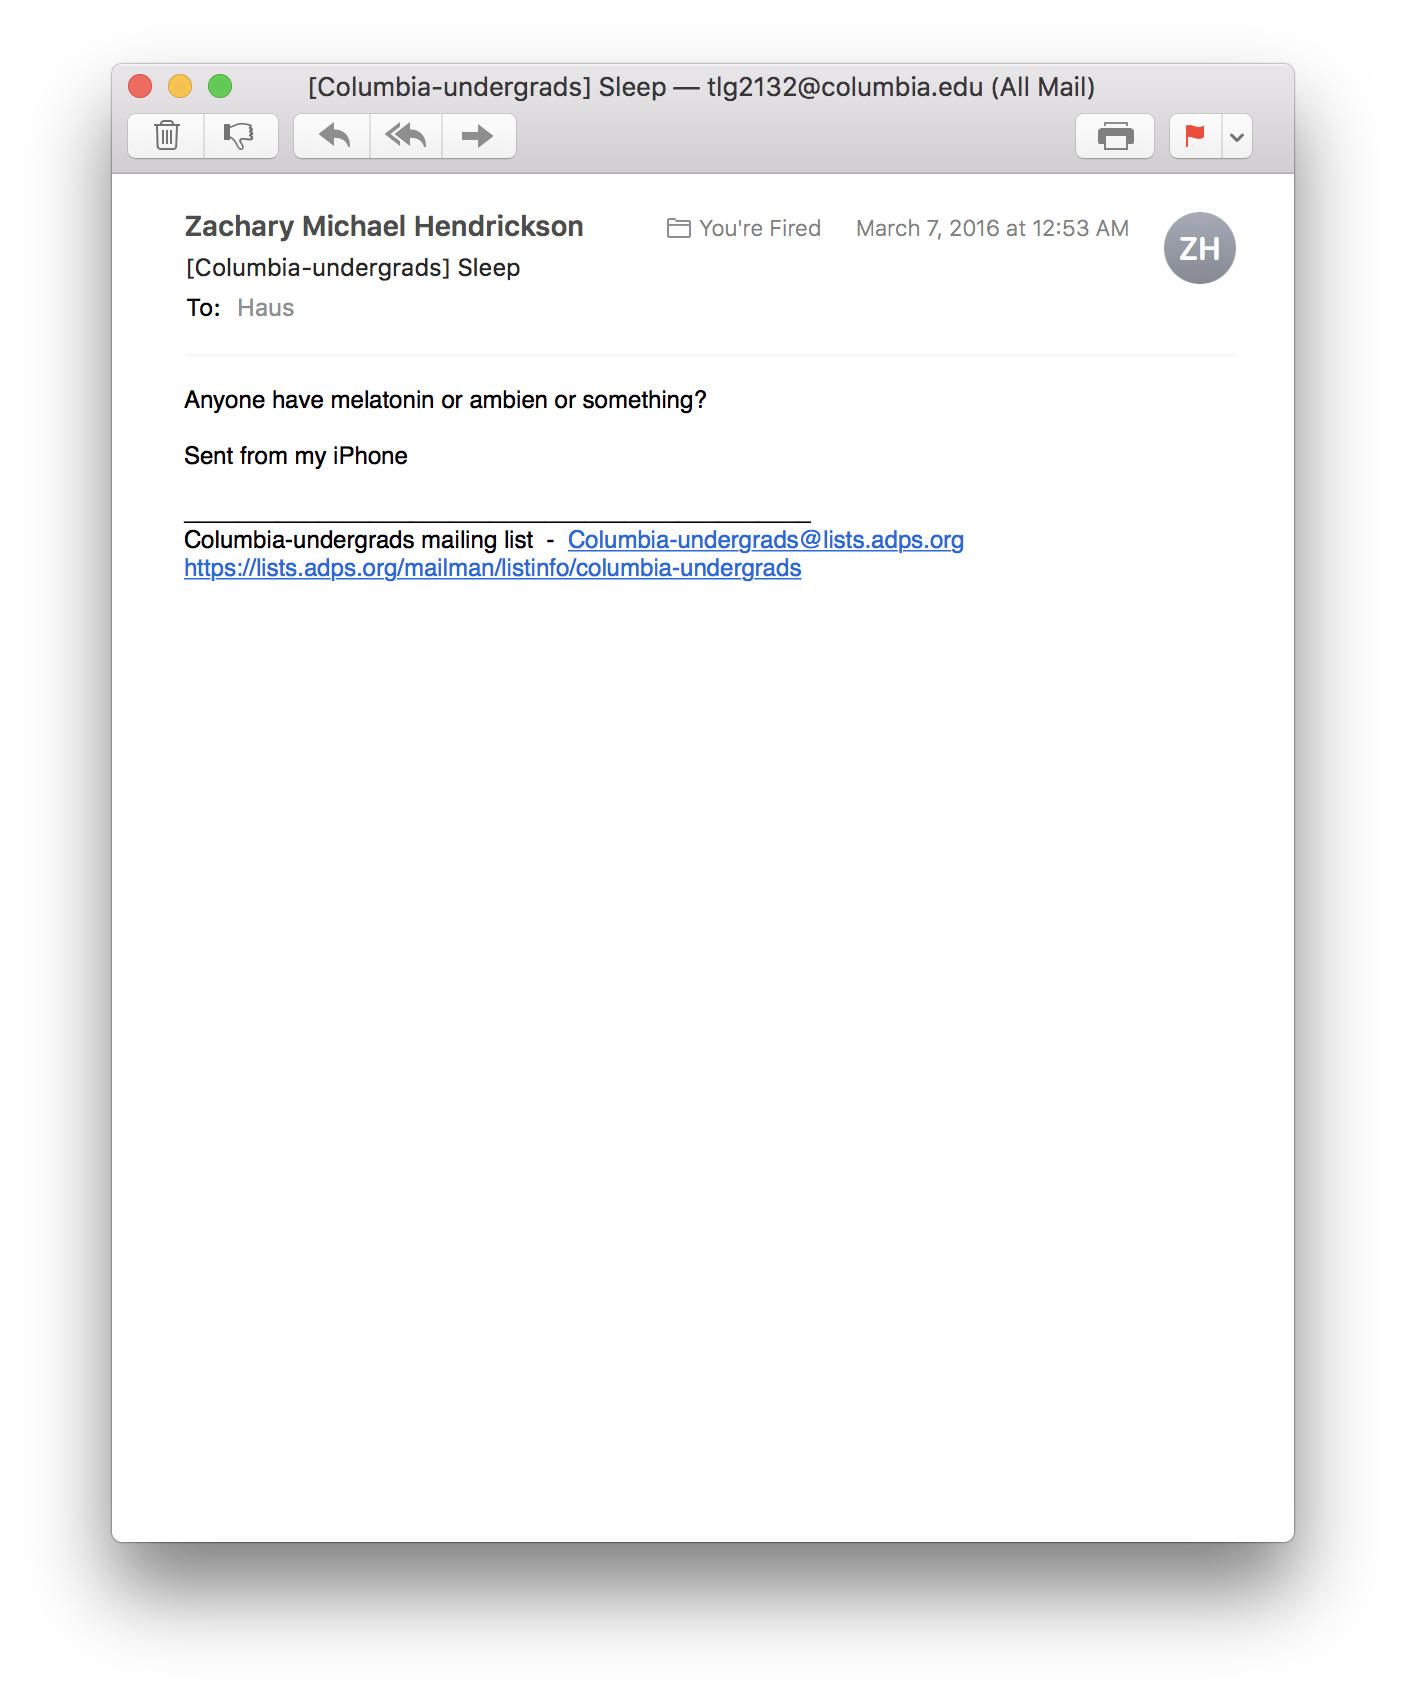 [Columbia-undergrads] Sleep — tlg2132@columbia.edu (All Mail)
Zachary Michael Hendrickson
You're Fired
March 7, 2016 at 12:53 AM
ZH
[Columbia-undergrads] Sleep
To: Haus
Anyone have melatonin or ambien or something?
Sent from my iPhone
_______________________________________________
Columbia-undergrads mailing list - Columbia-undergrads@lists.adps.org
https://lists.adps.org/mailman/listinfo/columbia-undergrads